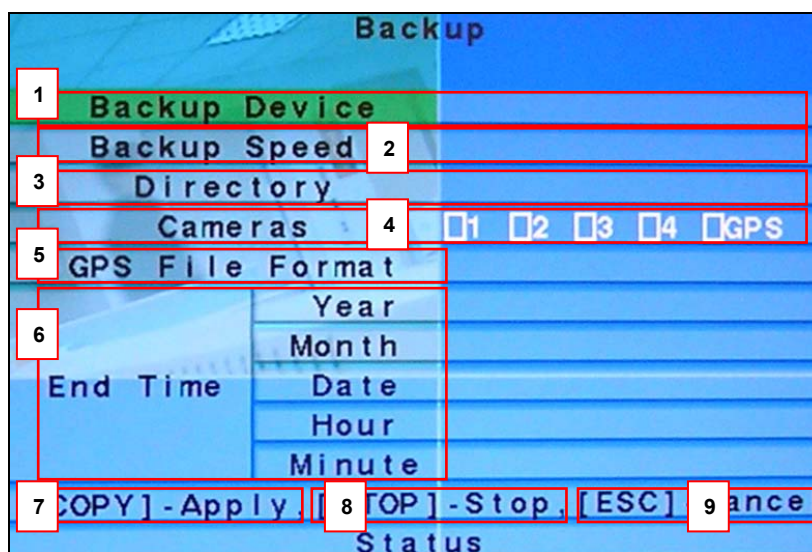 Backup
1 Backup Device
Backup Speed 2
3 Directory
Cameras 4 □1 □2 □3 □4 □GPS
5 GPS File Format
6 End Time
Year
Month
Date
Hour
Minute
7 COPY]-Apply, [ 8 TOP]-Stop, [ESC] 9 ance
Status